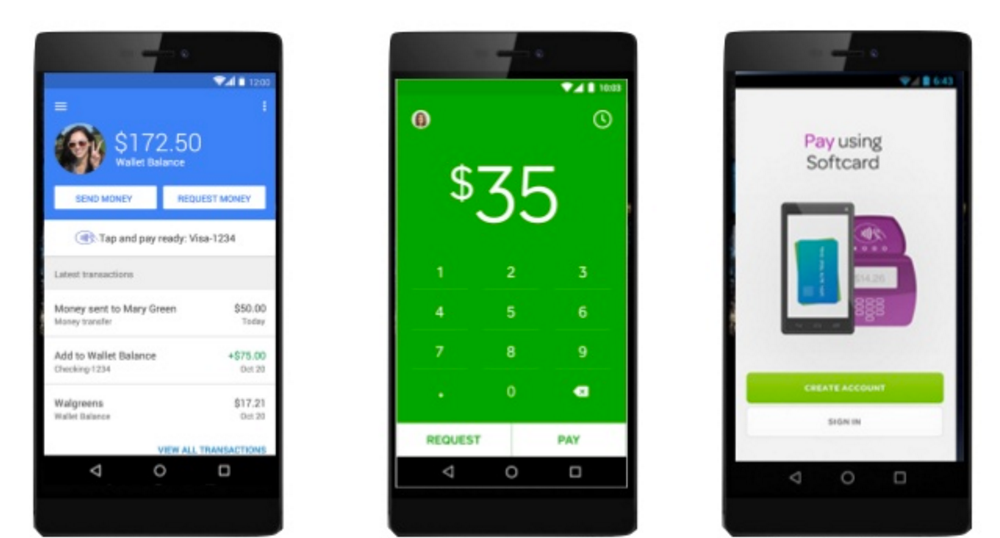 12:00
$172.50
Wallet Balance
SEND MONEY
REQUEST MONEY
Tap and pay ready: Visa-1234
Latest transactions
Money sent to Mary Green
$50.00
Money transfer
Today
Add to Wallet Balance
+$75.00
Checking-1234
Oct 20
Walgreens
$17.21
Wallet Balance
Oct 20
VIEW ALL TRANSACTIONS
10:03
$35
1 2 3
4 5 6
7 8 9
. 0
REQUEST
PAY
6:43
Pay using
Softcard
$14.26
CREATE ACCOUNT
SIGN IN